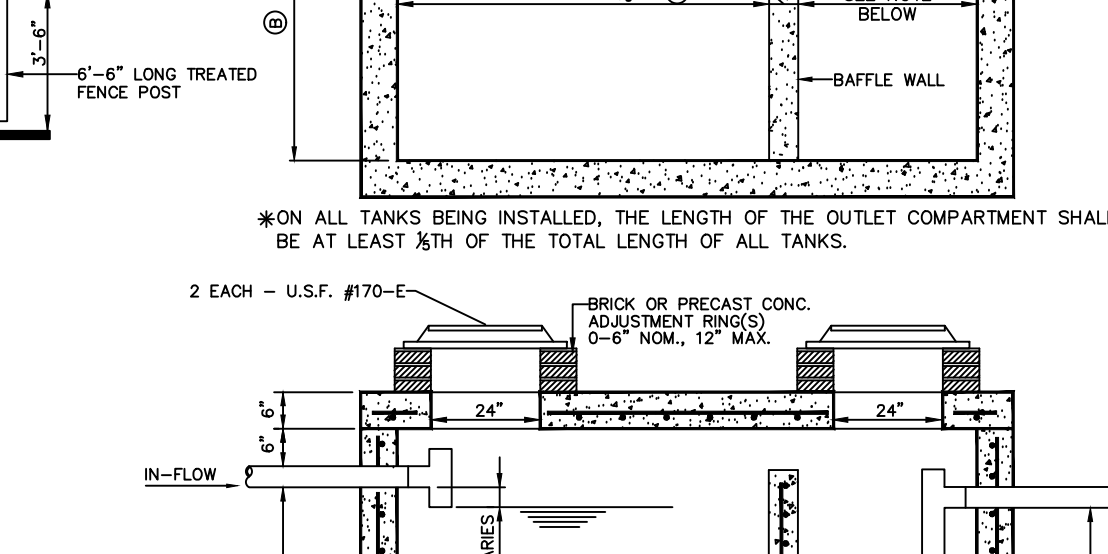 B
BELOW
3'-6"
6'-6" LONG TREATED
FENCE POST
BAFFLE WALL
*ON ALL TANKS BEING INSTALLED, THE LENGTH OF THE OUTLET COMPARTMENT SHALL
BE AT LEAST ⅕TH OF THE TOTAL LENGTH OF ALL TANKS.
2 EACH - U.S.F. #170-E
BRICK OR PRECAST CONC.
ADJUSTMENT RING(S)
0-6" NOM., 12" MAX.
6"
24"
24"
6"
IN-FLOW